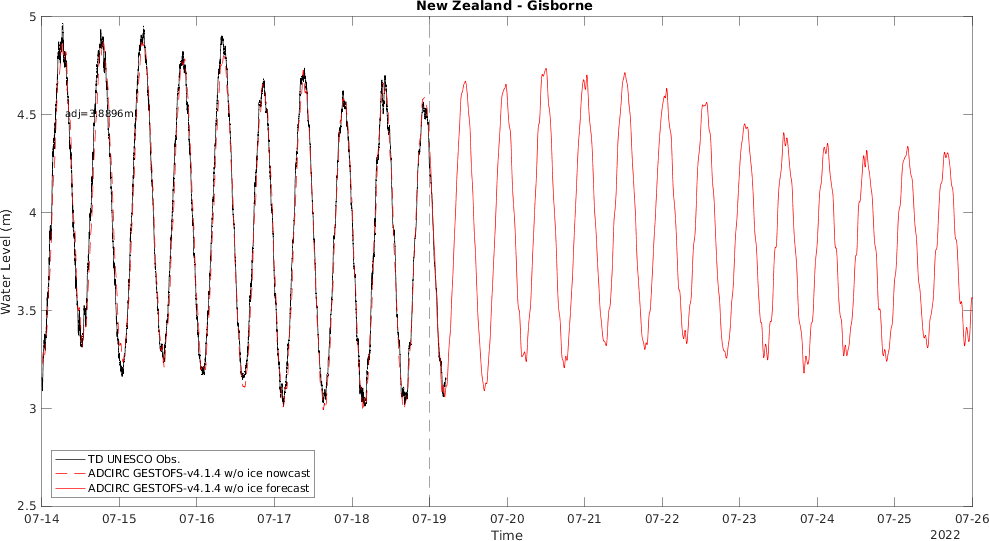 New Zealand - Gisborne
5
4.5
4
3.5
3
2.5
Water Level (m)
adj=3.8896m
TD UNESCO Obs.
ADCIRC GESTOFS-v4.1.4 w/o ice nowcast
ADCIRC GESTOFS-v4.1.4 w/o ice forecast
07-14 07-15 07-16 07-17 07-18 07-19 07-20 07-21 07-22 07-23 07-24 07-25 07-26
Time
2022